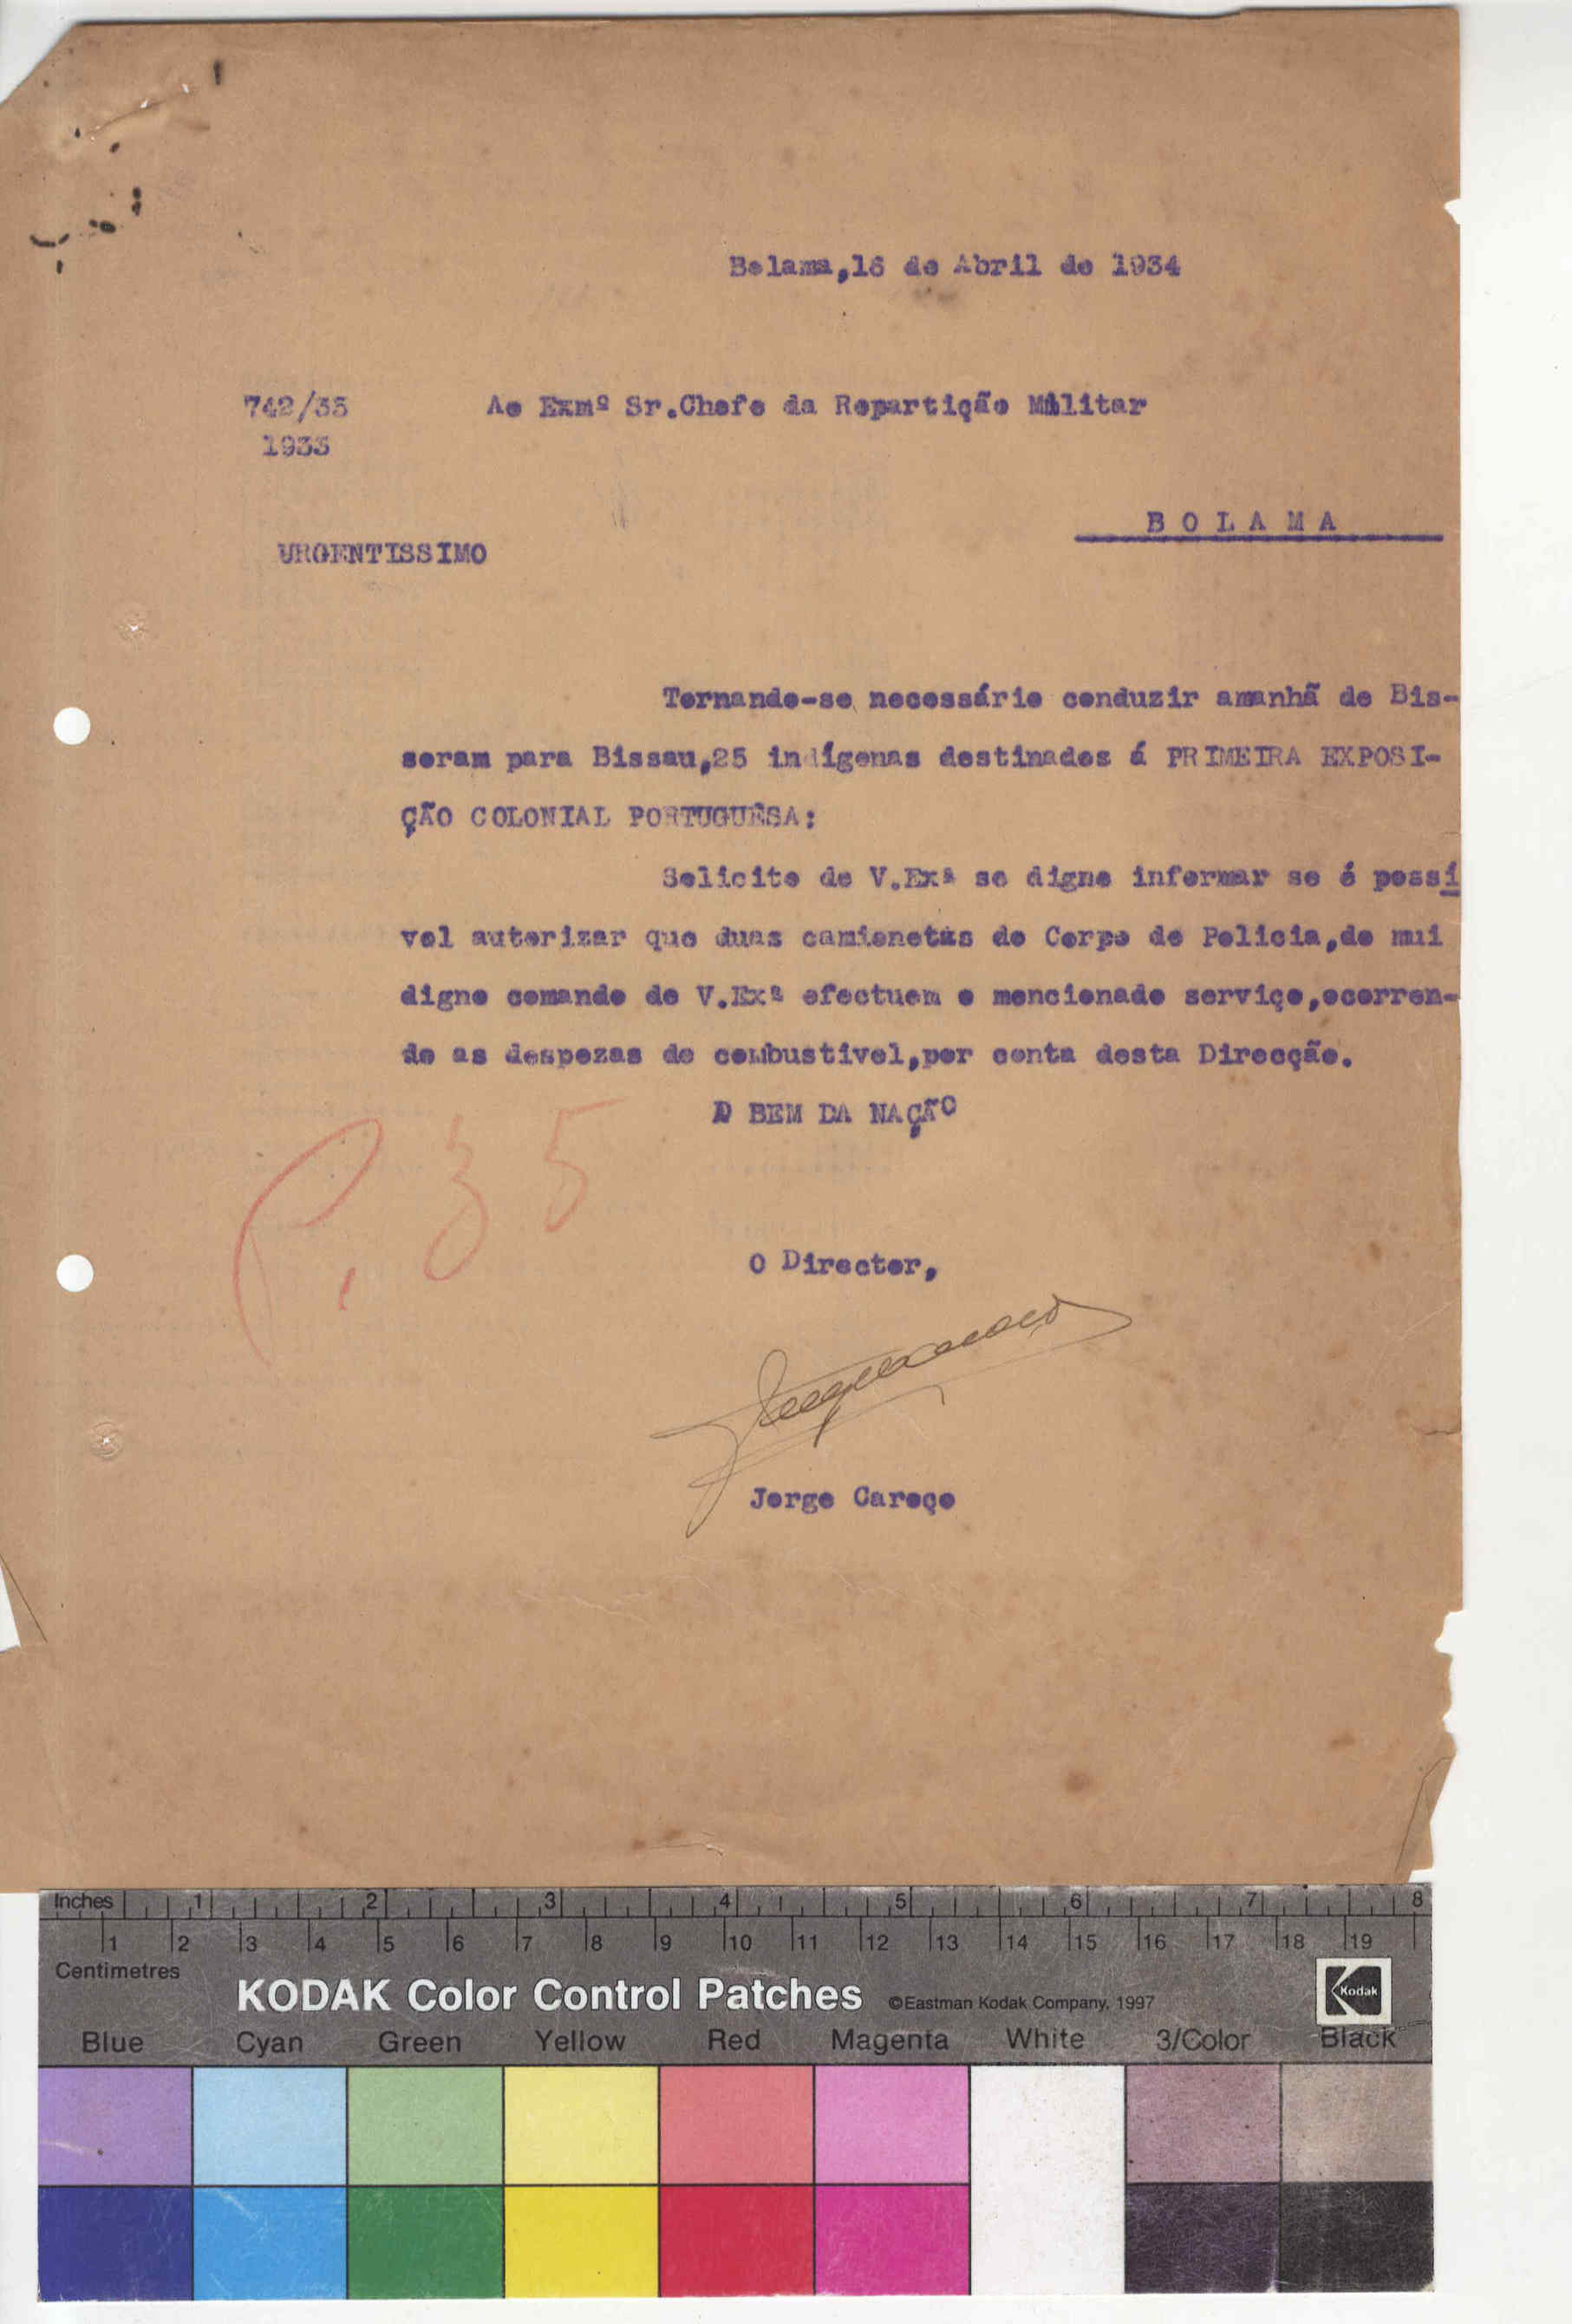 Bolama,16 de Abril de 1934
742/35 Ao Exmº Sr.Chefe da Repartição Militar
1933
B O L A M A
URGENTISSIMO
Tornando-se necessário conduzir amanhã de Bis-
soram para Bissau,25 indígenas destinados á PRIMEIRA EXPOSI-
ÇÃO COLONIAL PORTUGUÊSA:
Solicito de V.Exª se digne informar se é possi
vel autorizar que duas camionetas do Corpo de Policia,do mui
digno comando de V.Exª efectuem o mencionado serviço,ocorren-
do as despezas de combustivel,por conta desta Direcção.
A BEM DA NAÇÃO
P. 35
O Director,
Jorge Caroço
Inches 1 2 3 4 5 6 7 8
1 2 3 4 5 6 7 8 9 10 11 12 13 14 15 16 17 18 19
Centimetres
KODAK Color Control Patches ©Eastman Kodak Company, 1997 Kodak
Blue Cyan Green Yellow Red Magenta White 3/Color Black